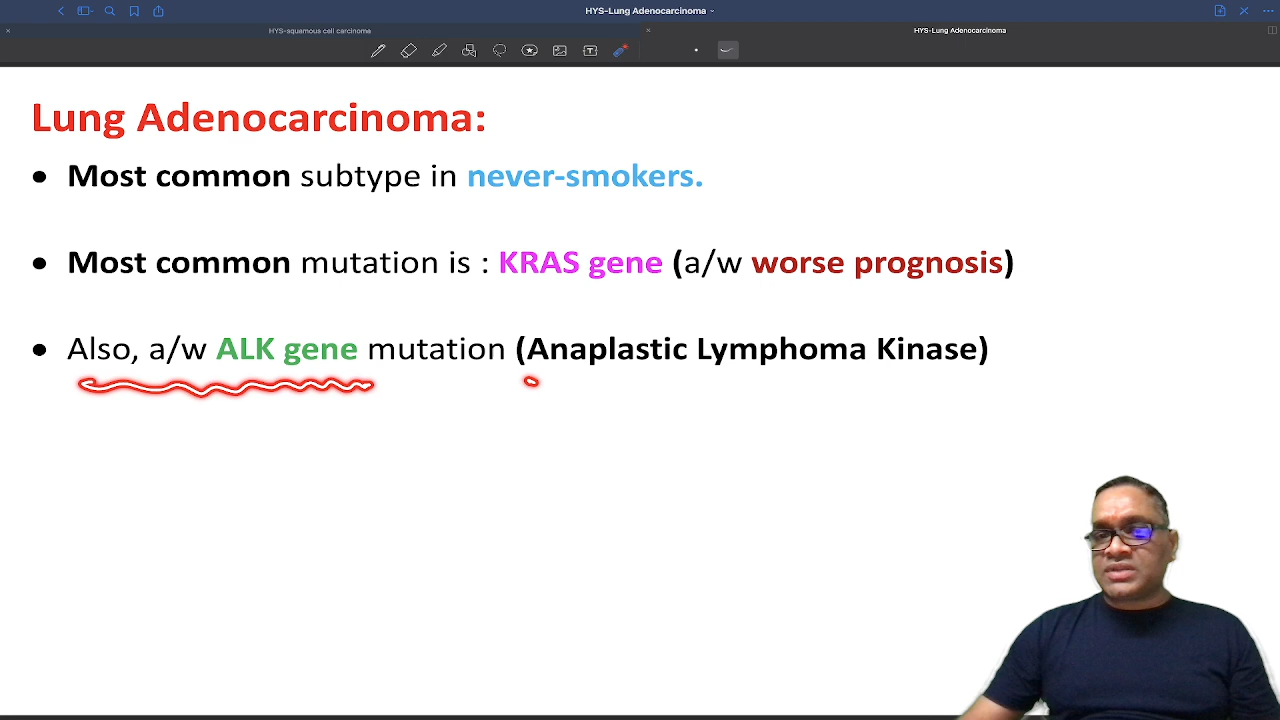 HYS-Lung Adenocarcinoma
HYS-squamous cell carcinoma
HYS-Lung Adenocarcinoma
Lung Adenocarcinoma:
• Most common subtype in never-smokers.
• Most common mutation is : KRAS gene (a/w worse prognosis)
• Also, a/w ALK gene mutation (Anaplastic Lymphoma Kinase)